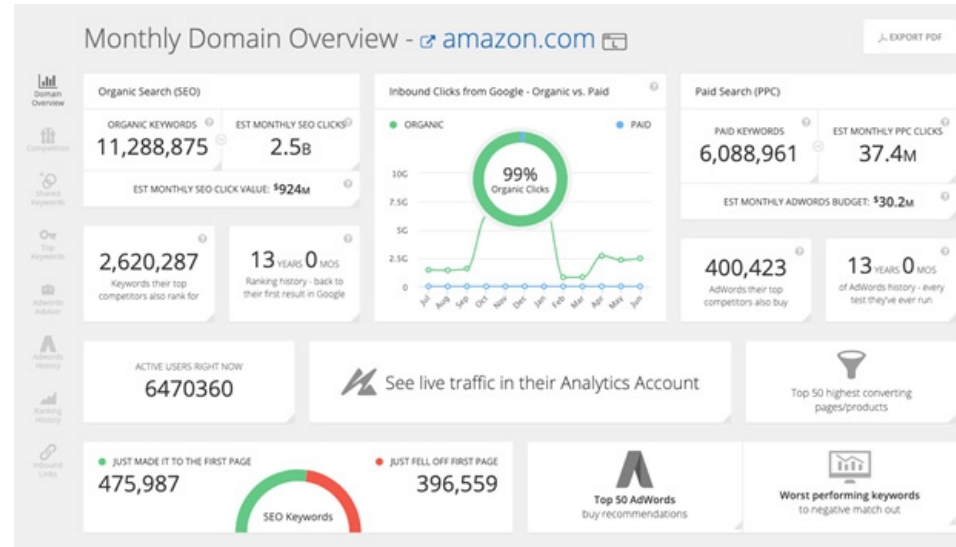 Monthly Domain Overview - amazon.com
EXPORT PDF
Domain
Overview
Competition
Shared
Keywords
Top
Keywords
Adwords
Advisor
Adwords
History
Ranking
History
Inbound
Links
Organic Search (SEO)
ORGANIC KEYWORDS
11,288,875
EST MONTHLY SEO CLICKS
2.5B
EST MONTHLY SEO CLICK VALUE: $924M
2,620,287
Keywords their top
competitors also rank for
13 YEARS 0 MOS
Ranking history - back to
their first result in Google
Inbound Clicks from Google - Organic vs. Paid
ORGANIC
PAID
99%
Organic Clicks
10G
7.5G
5G
2.5G
0
Jul Aug Sep Oct Nov Dec Jan Feb Mar Apr May Jun
Paid Search (PPC)
PAID KEYWORDS
6,088,961
EST MONTHLY PPC CLICKS
37.4M
EST MONTHLY ADWORDS BUDGET: $30.2M
400,423
AdWords their top
competitors also buy
13 YEARS 0 MOS
of AdWords history - every
test they've ever run
ACTIVE USERS RIGHT NOW
6470360
See live traffic in their Analytics Account
Top 50 highest converting
pages/products
JUST MADE IT TO THE FIRST PAGE
475,987
JUST FELL OFF FIRST PAGE
396,559
SEO Keywords
Top 50 AdWords
buy recommendations
Worst performing keywords
to negative match out